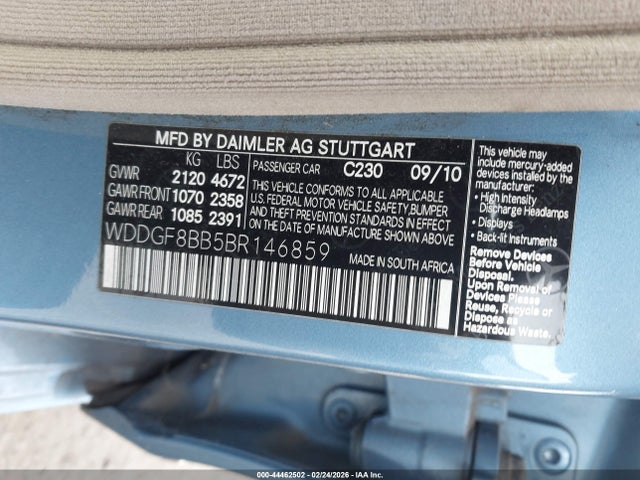 MFD BY DAIMLER AG STUTTGART
KG LBS PASSENGER CAR C230 09/10
GVWR 2120 4672
GAWR FRONT 1070 2358
GAWR REAR 1085 2391
THIS VEHICLE CONFORMS TO ALL APPLICABLE
U.S. FEDERAL MOTOR VEHICLE SAFETY,BUMPER
AND THEFT PREVENTION STANDARDS IN EFFECT
ON THE DATE OF MANUFACTURE SHOWN ABOVE.
WDDGF8BB5BR146859
MADE IN SOUTH AFRICA
This vehicle may
include mercury-added
devices installed by
the manufacturer:
* High Intensity
Discharge Headlamps
* Displays
* Back-lit Instruments
Remove Devices
Before Vehicle
Disposal.
Upon Removal of
Devices Please
Reuse, Recycle or
Dispose as
Hazardous Waste.
000-44462502 - 02/24/2026 - IAAI.COM